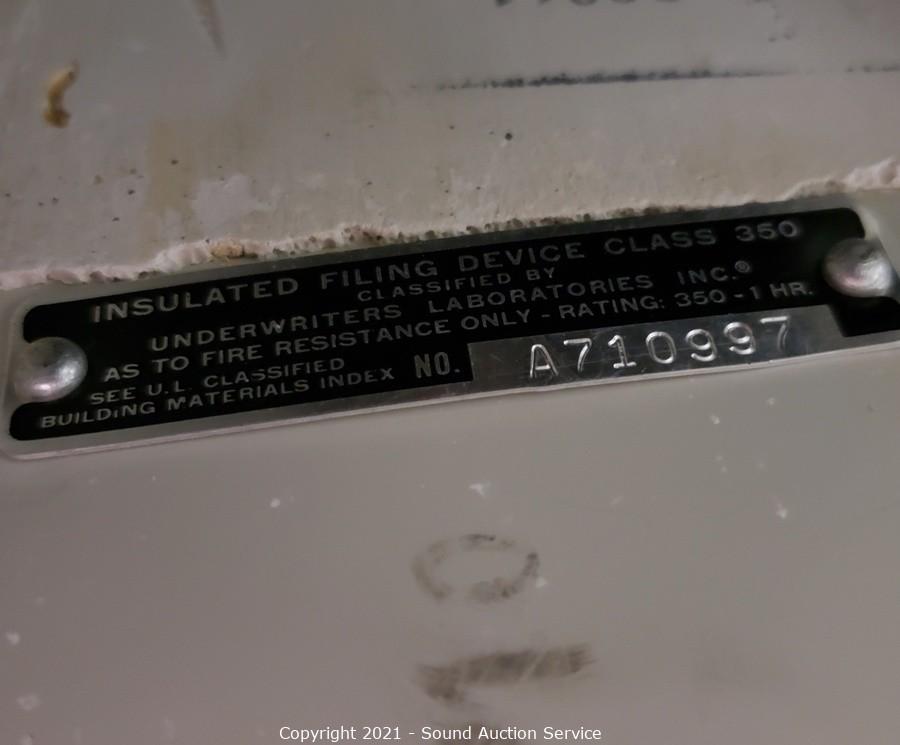 INSULATED FILING DEVICE CLASS 350
CLASSIFIED BY
UNDERWRITERS LABORATORIES INC.®
AS TO FIRE RESISTANCE ONLY - RATING: 350 - 1 HR.
SEE U.L. CLASSIFIED
BUILDING MATERIALS INDEX
NO. A710997
Copyright 2021 - Sound Auction Service